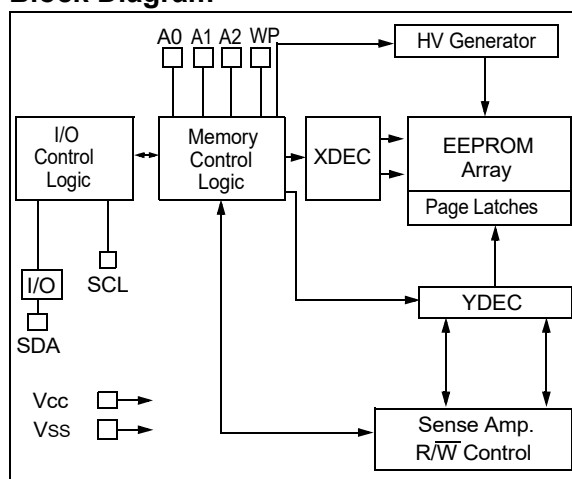 Block Diagram
A0 A1 A2 WP
HV Generator
I/O
Control
Logic
Memory
Control
Logic
XDEC
EEPROM
Array
Page Latches
I/O
SCL
SDA
YDEC
Vcc
Vss
Sense Amp.
R/W̅ Control